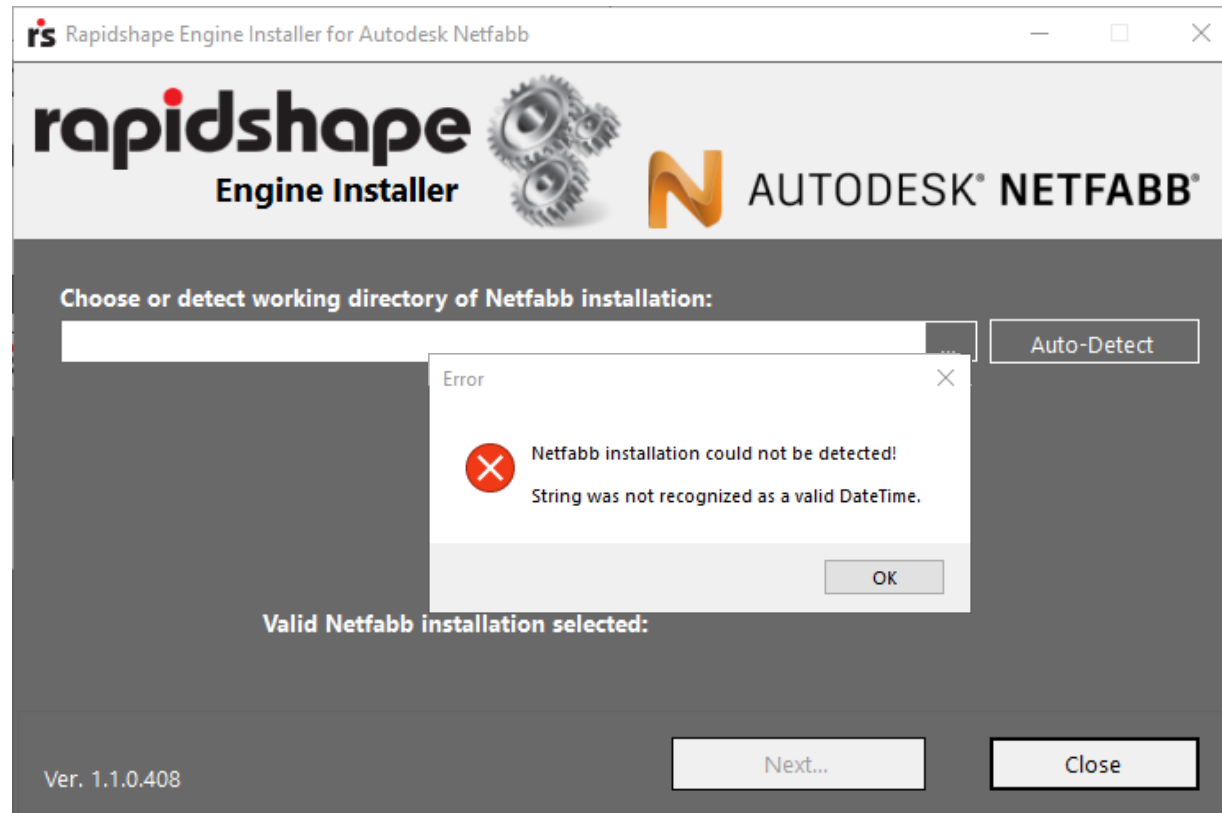 rs Rapidshape Engine Installer for Autodesk Netfabb
rapidshape
Engine Installer
AUTODESK® NETFABB®
Choose or detect working directory of Netfabb installation:
...
Auto-Detect
Error
Netfabb installation could not be detected!
String was not recognized as a valid DateTime.
OK
Valid Netfabb installation selected:
Ver. 1.1.0.408
Next...
Close